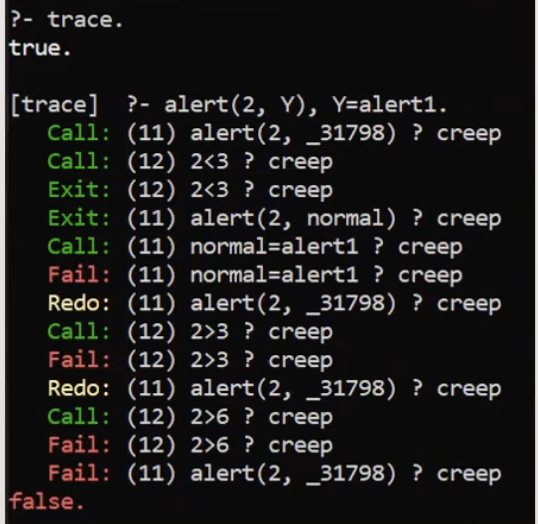 ?- trace.
true.
[trace]  ?- alert(2, Y), Y=alert1.
   Call: (11) alert(2, _31798) ? creep
   Call: (12) 2<3 ? creep
   Exit: (12) 2<3 ? creep
   Exit: (11) alert(2, normal) ? creep
   Call: (11) normal=alert1 ? creep
   Fail: (11) normal=alert1 ? creep
   Redo: (11) alert(2, _31798) ? creep
   Call: (12) 2>3 ? creep
   Fail: (12) 2>3 ? creep
   Redo: (11) alert(2, _31798) ? creep
   Call: (12) 2>6 ? creep
   Fail: (12) 2>6 ? creep
   Fail: (11) alert(2, _31798) ? creep
false.